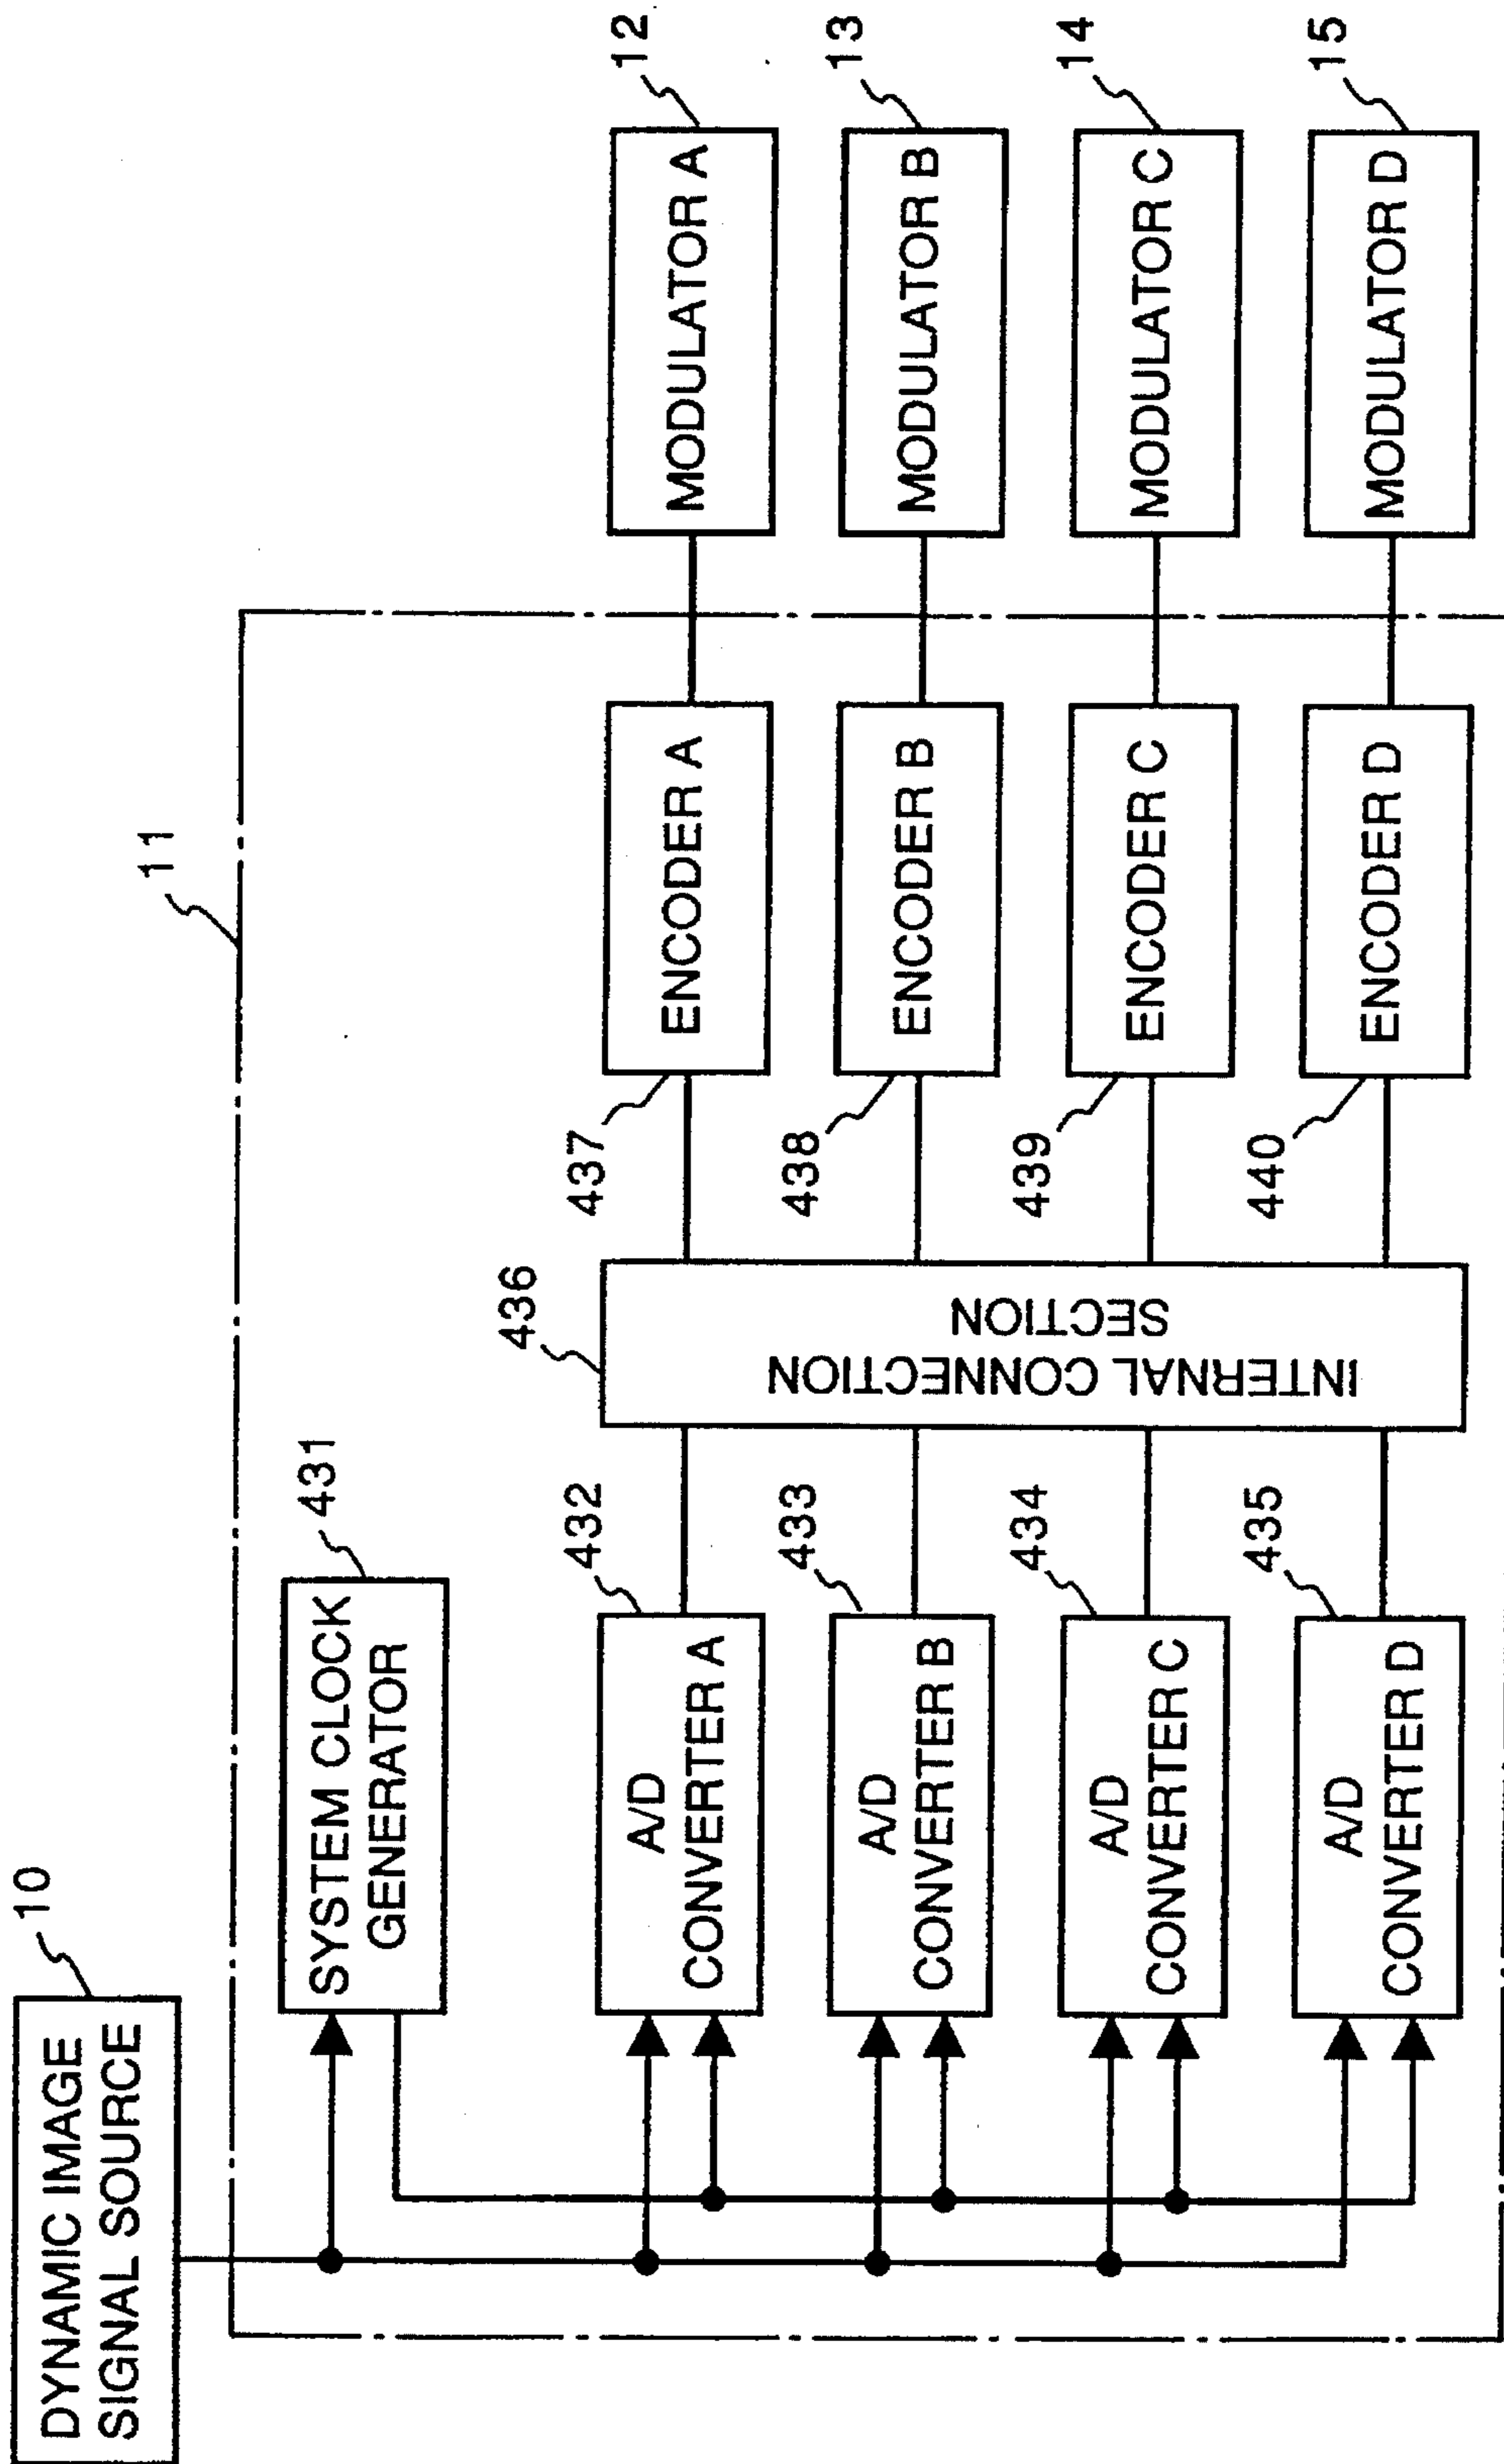 10
DYNAMIC IMAGE
SIGNAL SOURCE
11
431
SYSTEM CLOCK
GENERATOR
432
A/D
CONVERTER A
433
A/D
CONVERTER B
434
A/D
CONVERTER C
435
A/D
CONVERTER D
436
INTERNAL CONNECTION
SECTION
437
ENCODER A
438
ENCODER B
439
ENCODER C
440
ENCODER D
12
MODULATOR A
13
MODULATOR B
14
MODULATOR C
15
MODULATOR D